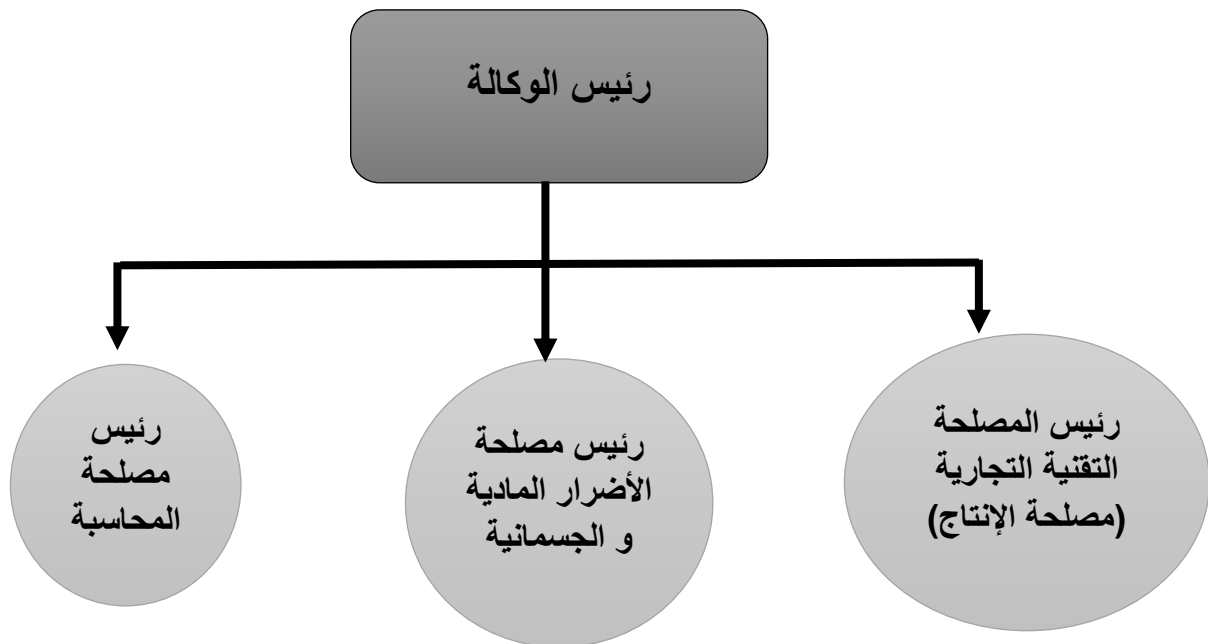 رئيس الوكالة
رئيس المصلحة
التقنية التجارية
(مصلحة الإنتاج)
رئيس مصلحة
الأضرار المادية
و الجسمانية
رئيس
مصلحة
المحاسبة